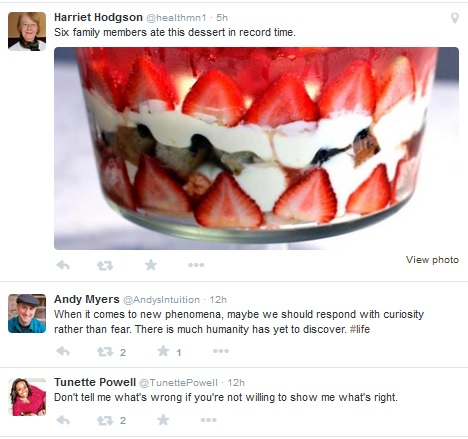 Harriet Hodgson @healthmn1 · 5h
Six family members ate this dessert in record time.
View photo
Andy Myers @AndysIntuition · 12h
When it comes to new phenomena, maybe we should respond with curiosity
rather than fear. There is much humanity has yet to discover. #life
2 1
Tunette Powell @TunettePowell · 12h
Don't tell me what's wrong if you're not willing to show me what's right.
2